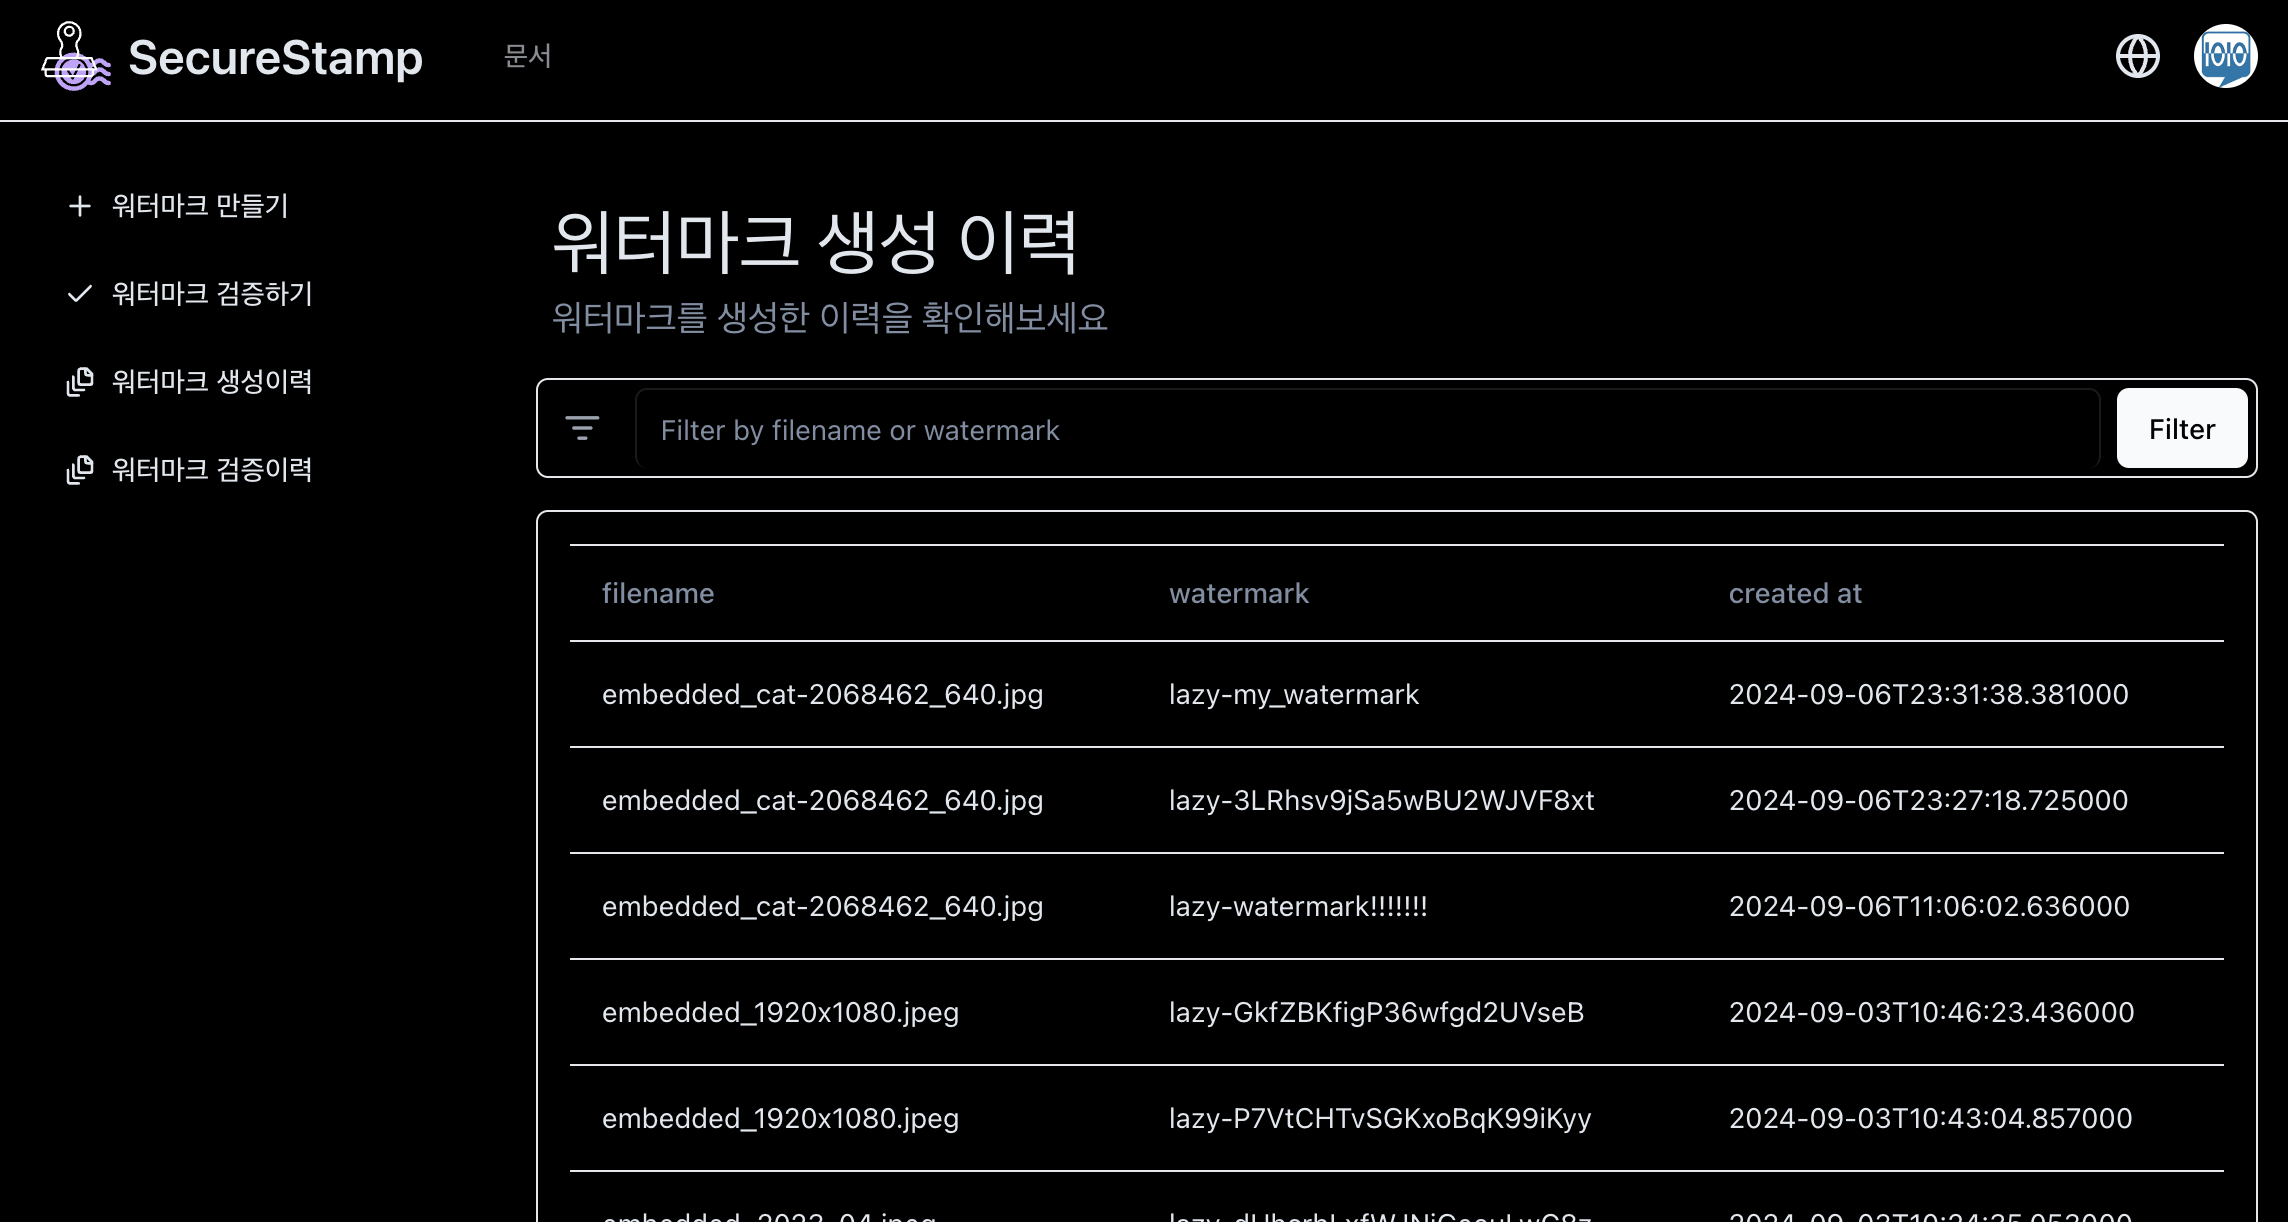 SecureStamp
문서
IOIO
워터마크 만들기
워터마크 검증하기
워터마크 생성이력
워터마크 검증이력
워터마크 생성 이력
워터마크를 생성한 이력을 확인해보세요
Filter by filename or watermark
Filter
filename watermark created at
embedded_cat-2068462_640.jpg lazy-my_watermark 2024-09-06T23:31:38.381000
embedded_cat-2068462_640.jpg lazy-3LRhsv9jSa5wBU2WJVF8xt 2024-09-06T23:27:18.725000
embedded_cat-2068462_640.jpg lazy-watermark!!!!!!! 2024-09-06T11:06:02.636000
embedded_1920x1080.jpeg lazy-GkfZBKfigP36wfgd2UVseB 2024-09-03T10:46:23.436000
embedded_1920x1080.jpeg lazy-P7VtCHTvSGKxoBqK99iKyy 2024-09-03T10:43:04.857000